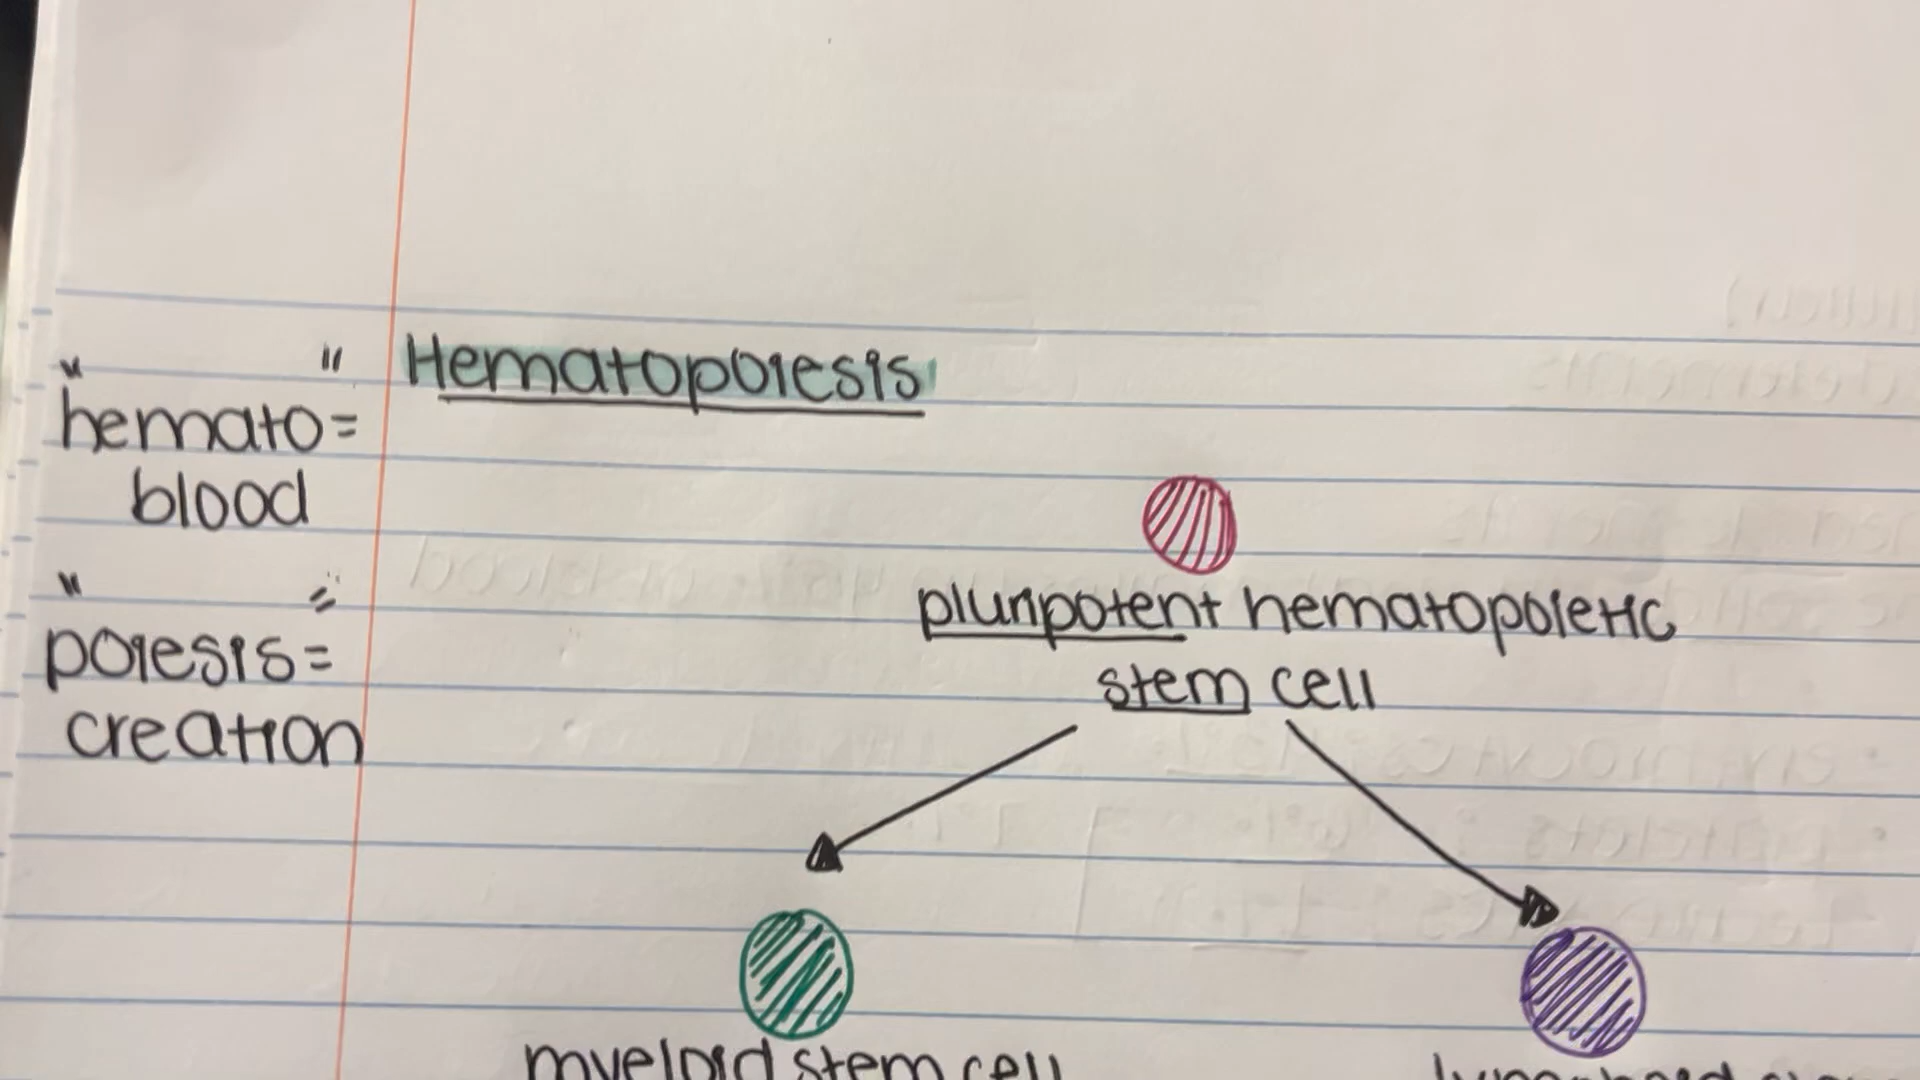 " "
hemato=
blood
" "
poiesis=
creation
Hematopoiesis
pluripotent hematopoietic
stem cell
myeloid stem cell